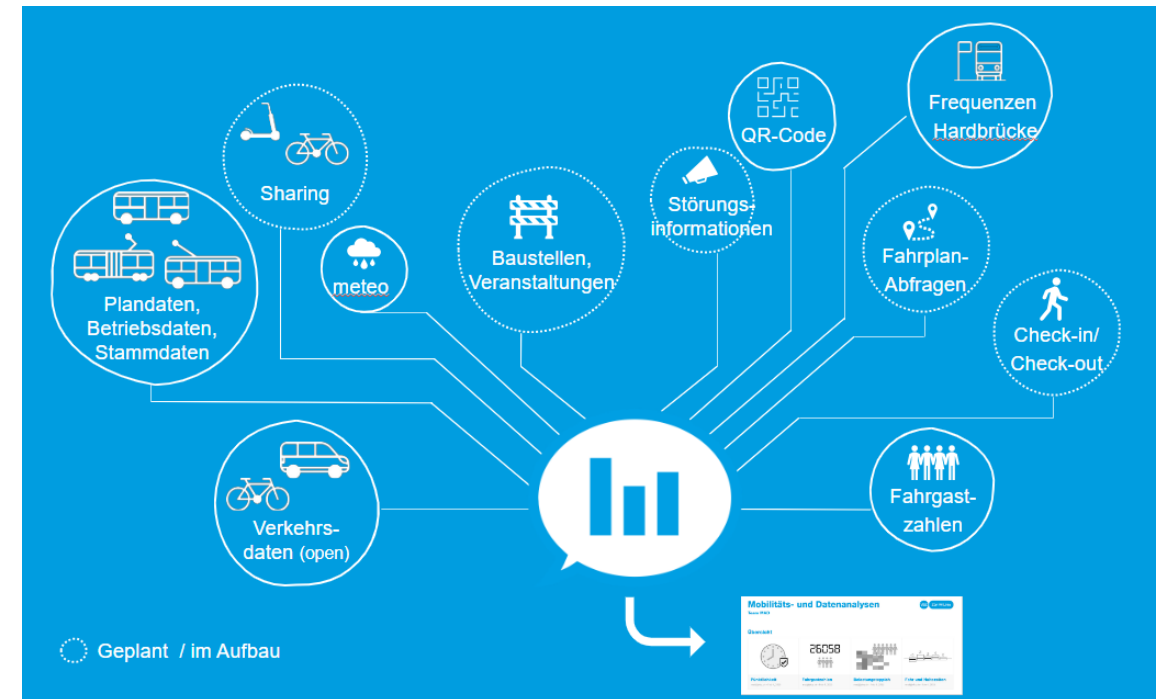 Frequenzen
Hardbrücke
QR-Code
Sharing
Störungs-
informationen
Baustellen,
Veranstaltungen
Fahrplan-
Abfragen
meteo
Plandaten,
Betriebsdaten,
Stammdaten
Check-in/
Check-out
Verkehrs-
daten (open)
Fahrgast-
zahlen
Mobilitäts- und Datenanalysen
26058
Geplant / im Aufbau